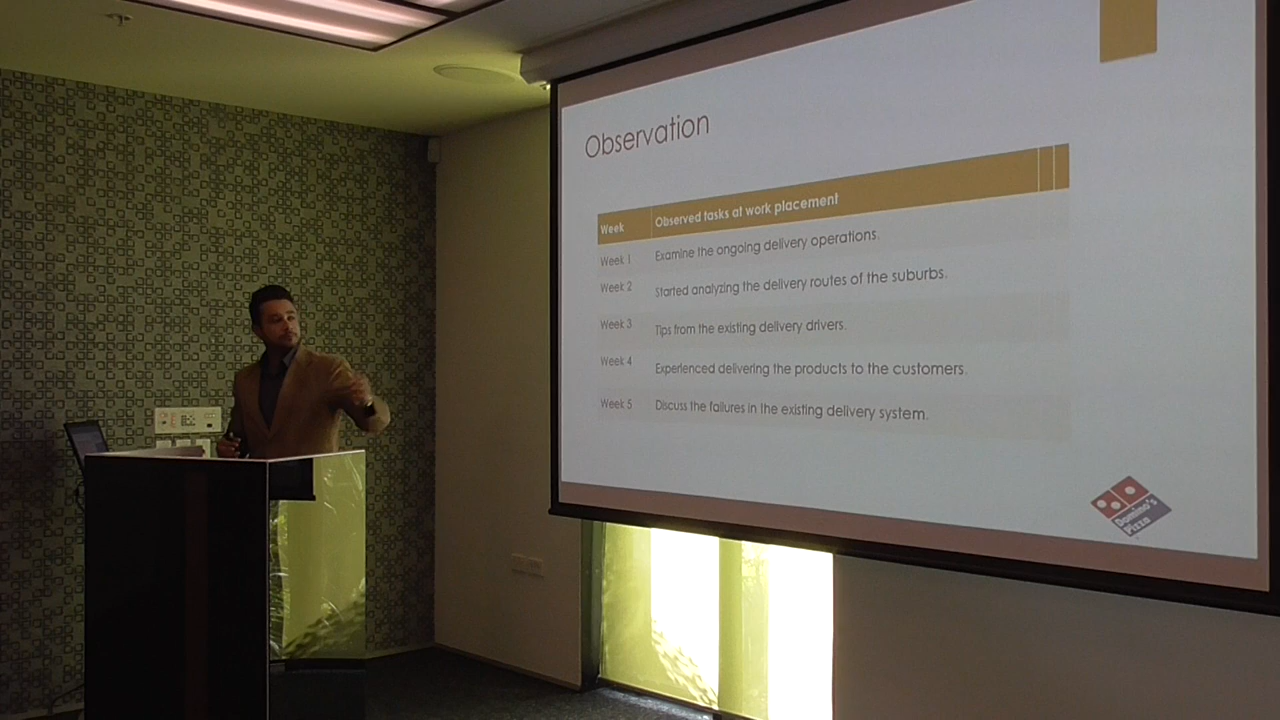 Observation
Week Observed tasks at work placement
Week 1 Examine the ongoing delivery operations.
Week 2 Started analyzing the delivery routes of the suburbs.
Week 3 Tips from the existing delivery drivers.
Week 4 Experienced delivering the products to the customers.
Week 5 Discuss the failures in the existing delivery system.
Domino's
Pizza